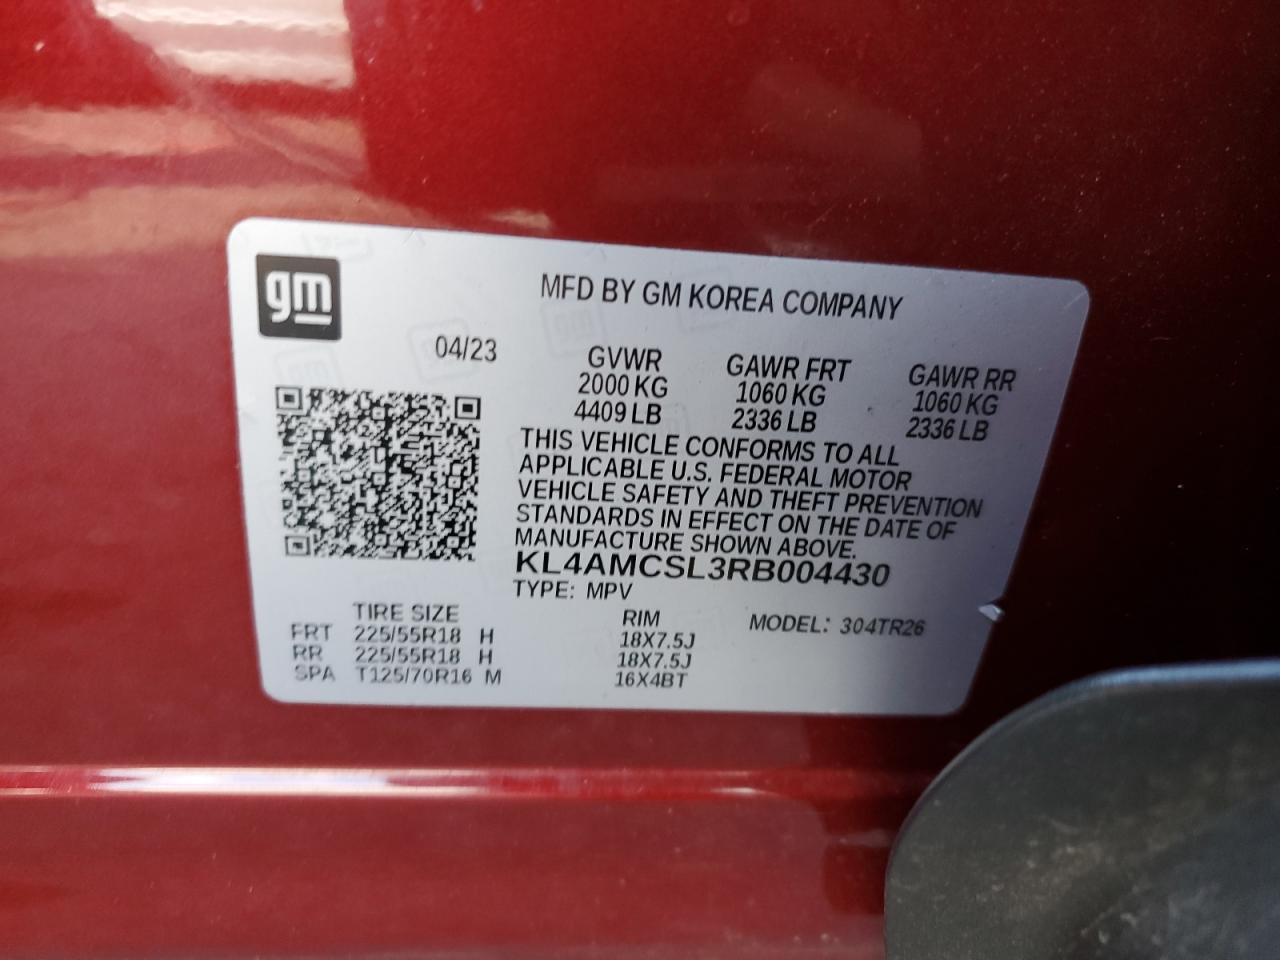 gm
MFD BY GM KOREA COMPANY
04/23 GVWR GAWR FRT GAWR RR
2000 KG 1060 KG 1060 KG
4409 LB 2336 LB 2336 LB
THIS VEHICLE CONFORMS TO ALL
APPLICABLE U.S. FEDERAL MOTOR
VEHICLE SAFETY AND THEFT PREVENTION
STANDARDS IN EFFECT ON THE DATE OF
MANUFACTURE SHOWN ABOVE.
KL4AMCSL3RB004430
TYPE: MPV
TIRE SIZE RIM MODEL: 304TR26
FRT 225/55R18 H 18X7.5J
RR 225/55R18 H 18X7.5J
SPA T125/70R16 M 16X4BT